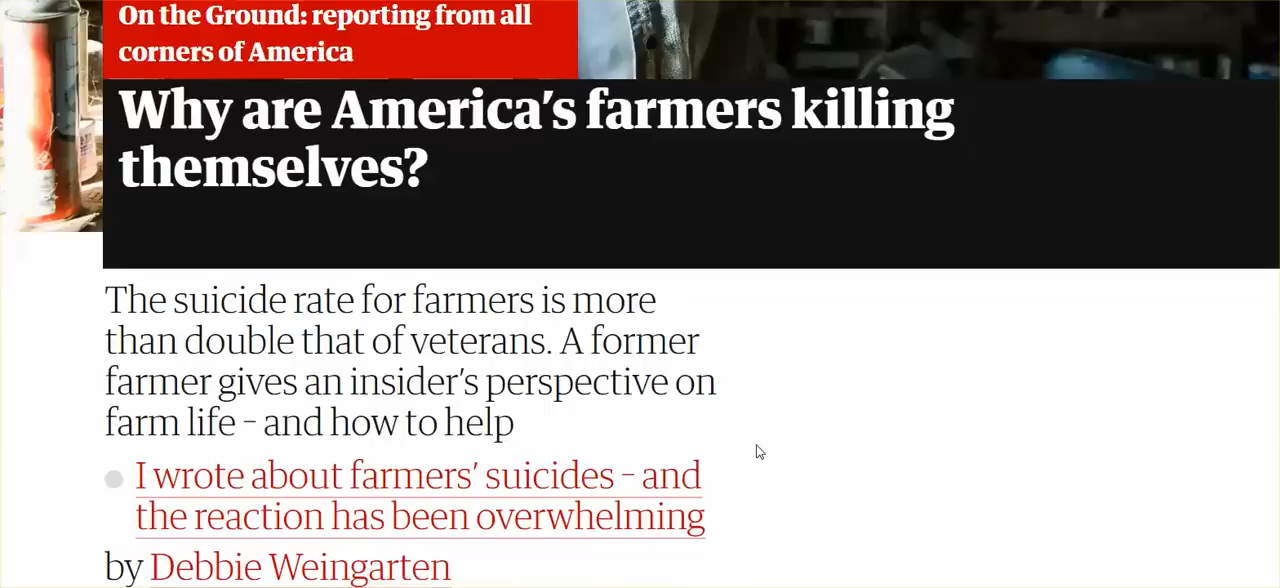 On the Ground: reporting from all
corners of America
Why are America’s farmers killing
themselves?
The suicide rate for farmers is more
than double that of veterans. A former
farmer gives an insider’s perspective on
farm life – and how to help
I wrote about farmers’ suicides – and
the reaction has been overwhelming
by Debbie Weingarten